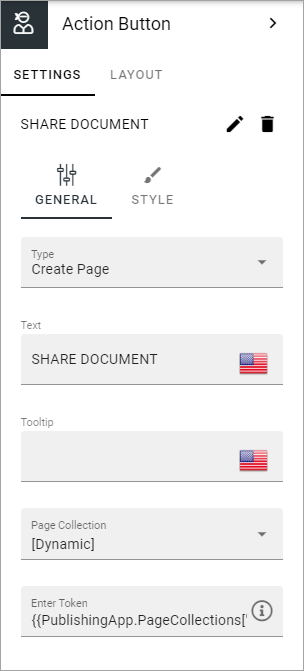 Action Button
SETTINGS LAYOUT
SHARE DOCUMENT
GENERAL STYLE
Type
Create Page
Text
SHARE DOCUMENT
Tooltip
Page Collection
[Dynamic]
Enter Token
{{PublishingApp.PageCollections['